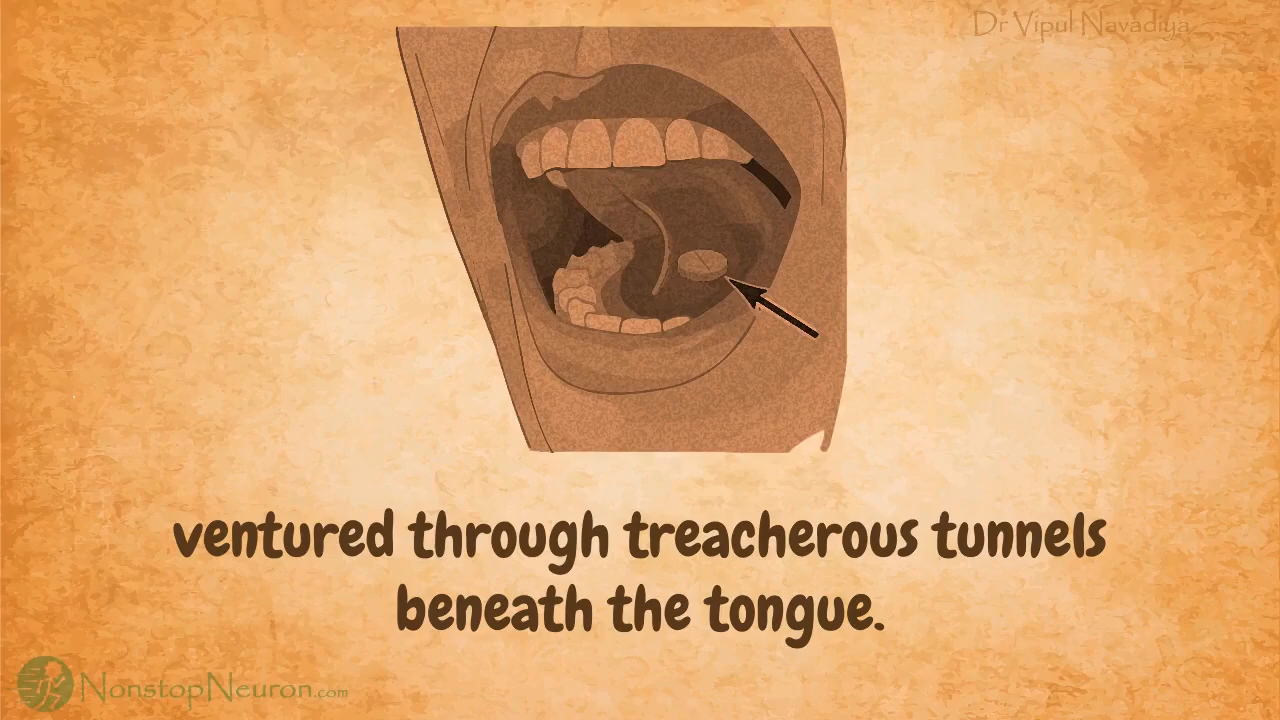 Dr Vipul Navadiya
ventured through treacherous tunnels
beneath the tongue.
NonstopNeuron.com